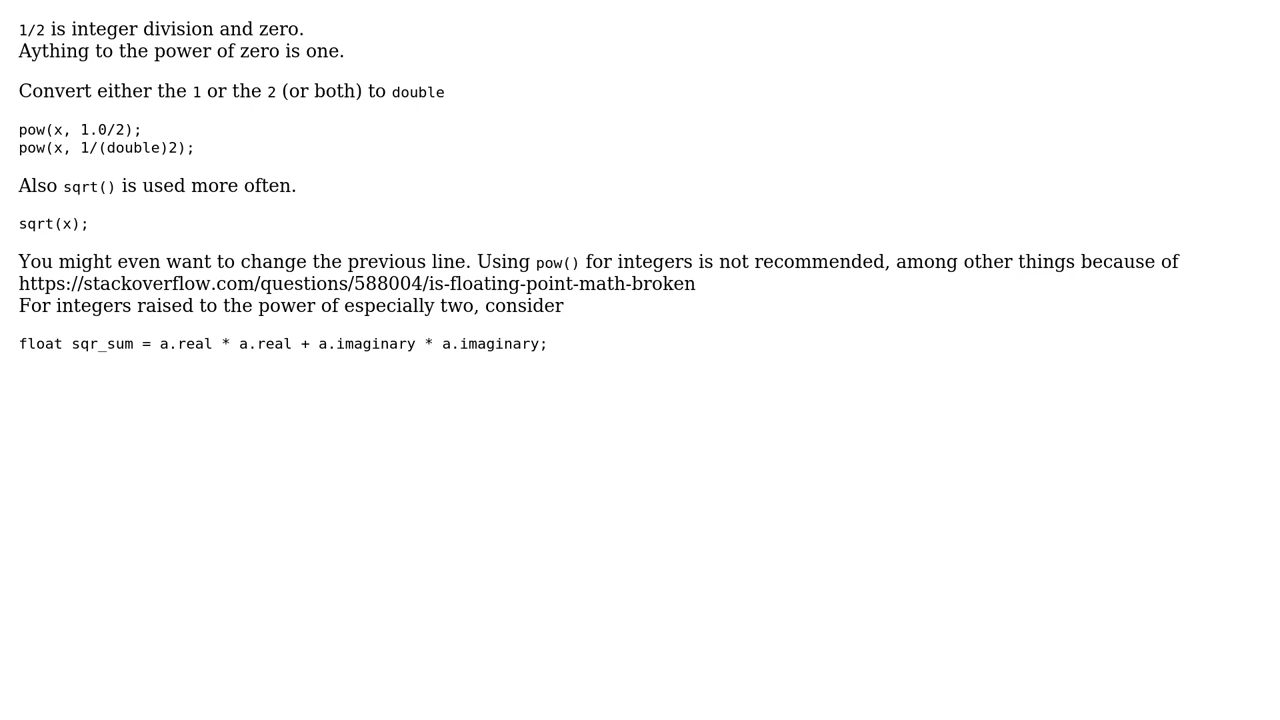 1/2 is integer division and zero.
Aything to the power of zero is one.
Convert either the 1 or the 2 (or both) to double
pow(x, 1.0/2);
pow(x, 1/(double)2);
Also sqrt() is used more often.
sqrt(x);
You might even want to change the previous line. Using pow() for integers is not recommended, among other things because of
https://stackoverflow.com/questions/588004/is-floating-point-math-broken
For integers raised to the power of especially two, consider
float sqr_sum = a.real * a.real + a.imaginary * a.imaginary;